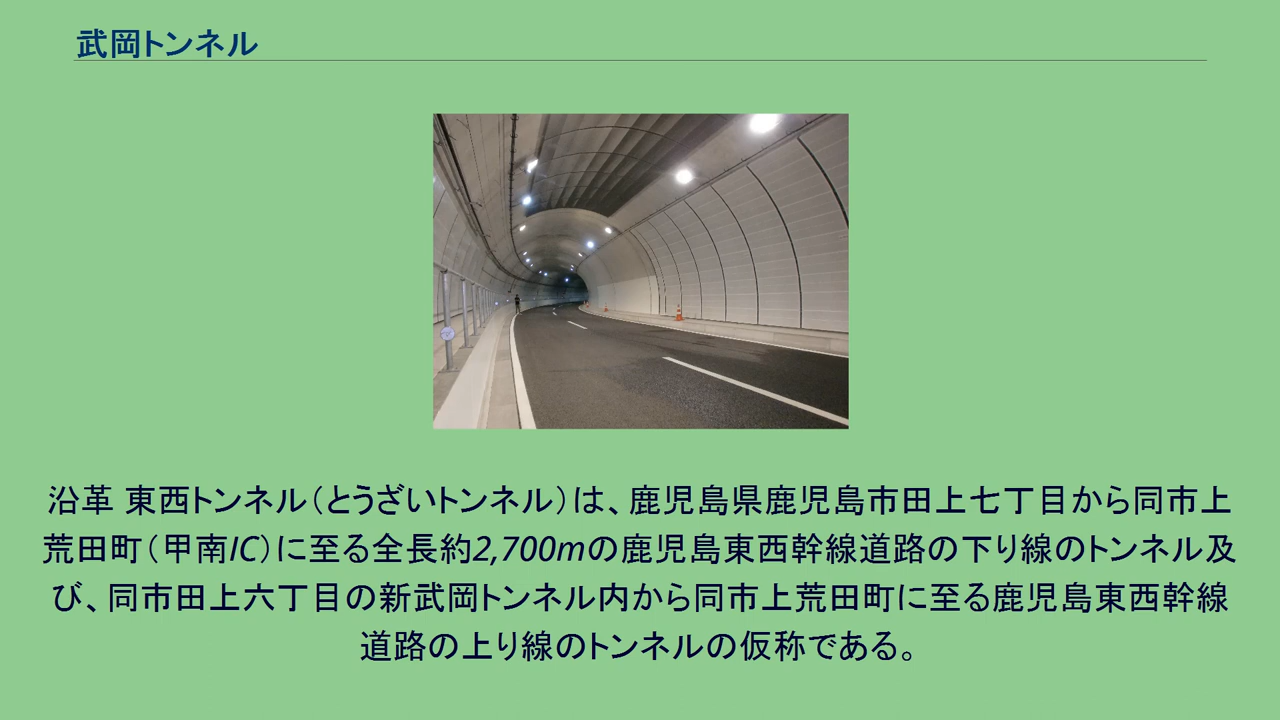 武岡トンネル
沿革 東西トンネル（とうざいトンネル）は、鹿児島県鹿児島市田上七丁目から同市上
荒田町（甲南IC）に至る全長約2,700mの鹿児島東西幹線道路の下り線のトンネル及
び、同市田上六丁目の新武岡トンネル内から同市上荒田町に至る鹿児島東西幹線
道路の上り線のトンネルの仮称である。